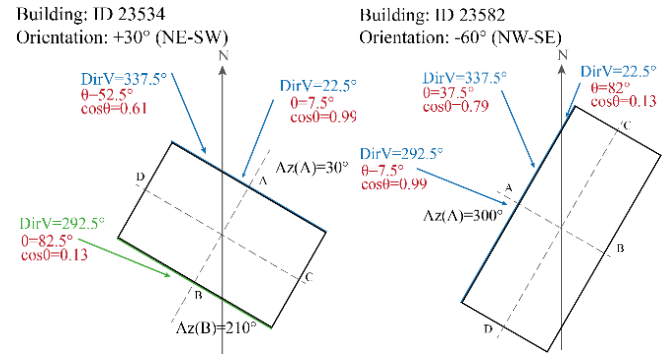 Building: ID 23534
Orientation: +30° (NE-SW)
N
DirV=337.5°
θ=52.5°
cosθ=0.61
DirV=22.5°
θ=7.5°
cosθ=0.99
D
A
Az(A)=30°
DirV=292.5°
θ=82.5°
cosθ=0.13
B
C
Az(B)=210°
Building: ID 23582
Orientation: -60° (NW-SE)
N
DirV=337.5°
θ=37.5°
cosθ=0.79
DirV=22.5°
θ=82°
cosθ=0.13
C
DirV=292.5°
θ=7.5°
cosθ=0.99
A
Az(A)=300°
B
D